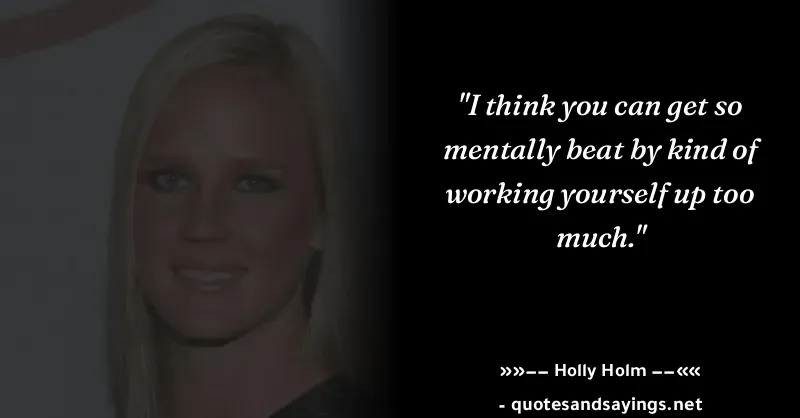 "I think you can get so
mentally beat by kind of
working yourself up too
much."
»»−− Holly Holm −−««
- quotesandsayings.net